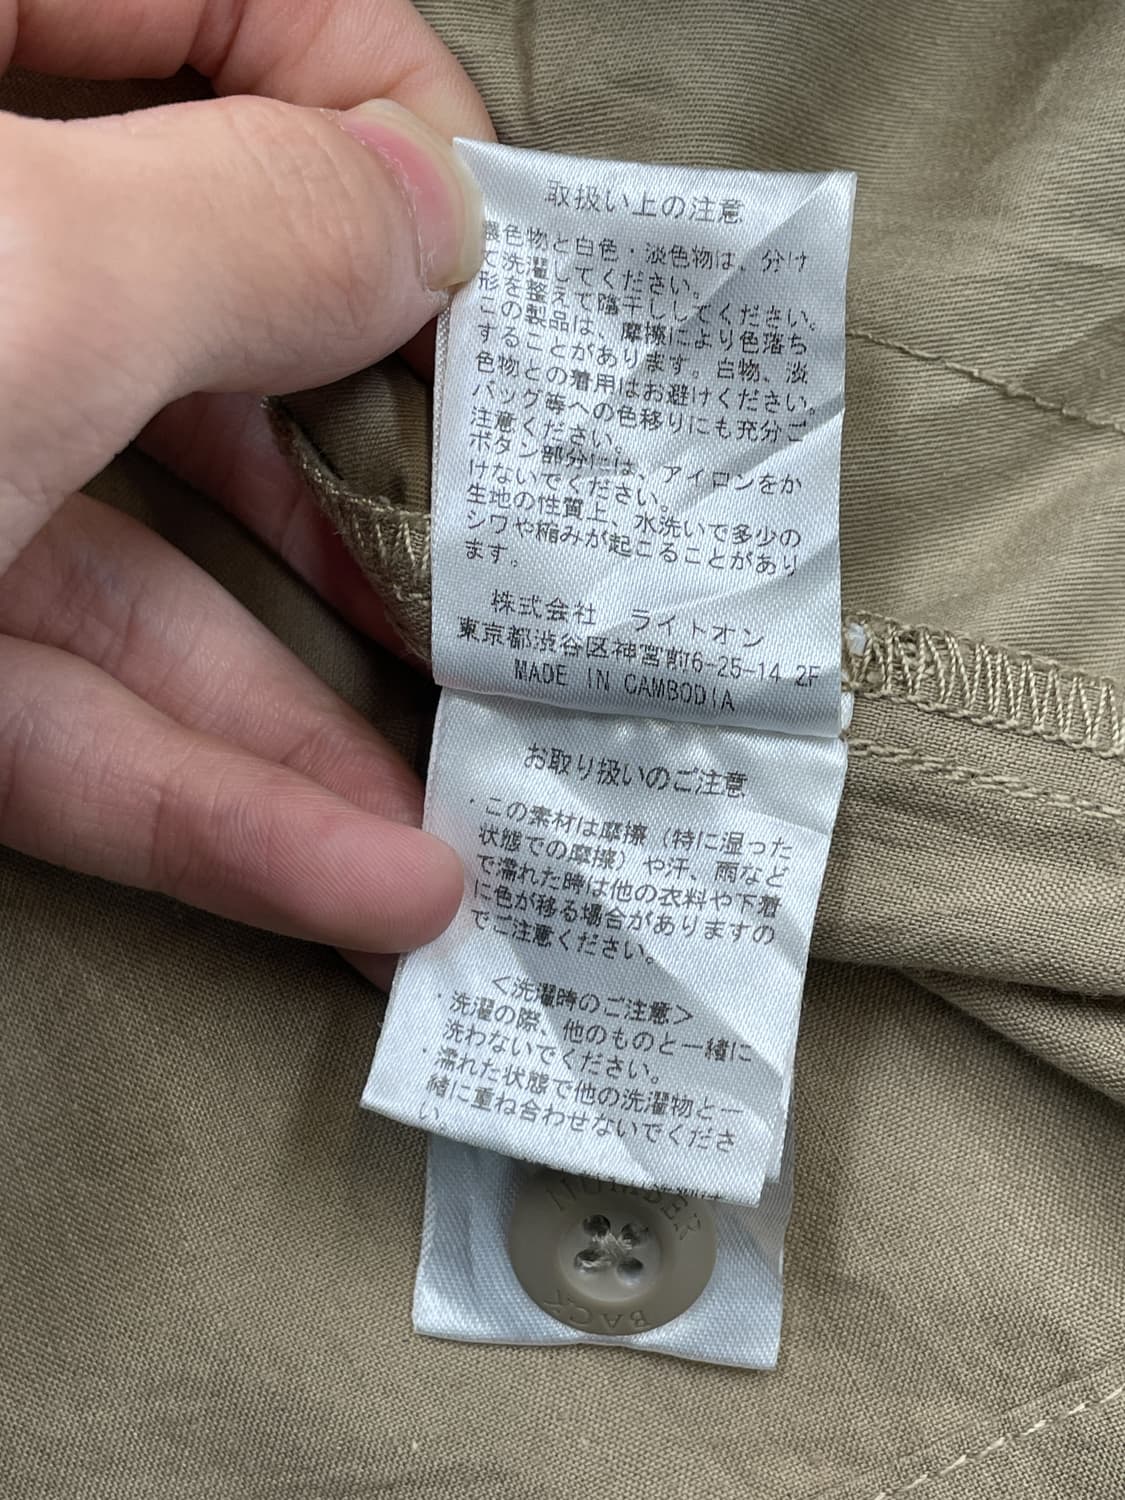 取扱い上の注意
濃色物と白色・淡色物は、分け
て洗濯してください。
形を整えて陰干ししてください。
この製品は、摩擦により色落ち
することがあります。白物、淡
色物との着用はお避けください。
バッグ等への色移りにも充分ご
注意ください。
ボタン部分には、アイロンをか
けないでください。
生地の性質上、水洗いで多少の
シワや縮みが起こることがあり
ます。
株式会社 ライトオン
東京都渋谷区神宮前6-25-14 2F
MADE IN CAMBODIA
お取り扱いのご注意
・この素材は摩擦（特に湿った
状態での摩擦）や汗、雨など
で濡れた時は他の衣料や下着
に色が移る場合がありますの
でご注意ください。
＜洗濯時のご注意＞
・洗濯の際、他のものと一緒に
洗わないでください。
・濡れた状態で他の洗濯物と一
緒に重ね合わせないでくださ
い。
NUMBER
BACK